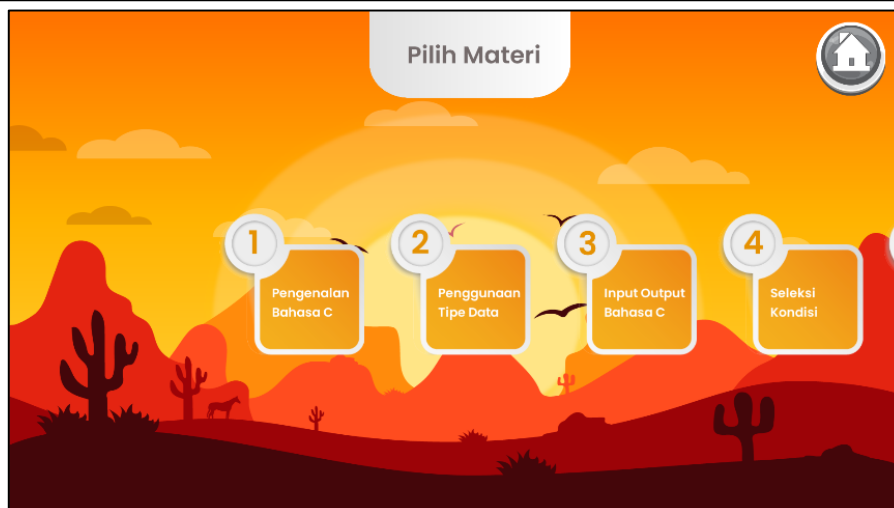 Pilih Materi
1
Pengenalan
Bahasa C
2
Penggunaan
Tipe Data
3
Input Output
Bahasa C
4
Seleksi
Kondisi